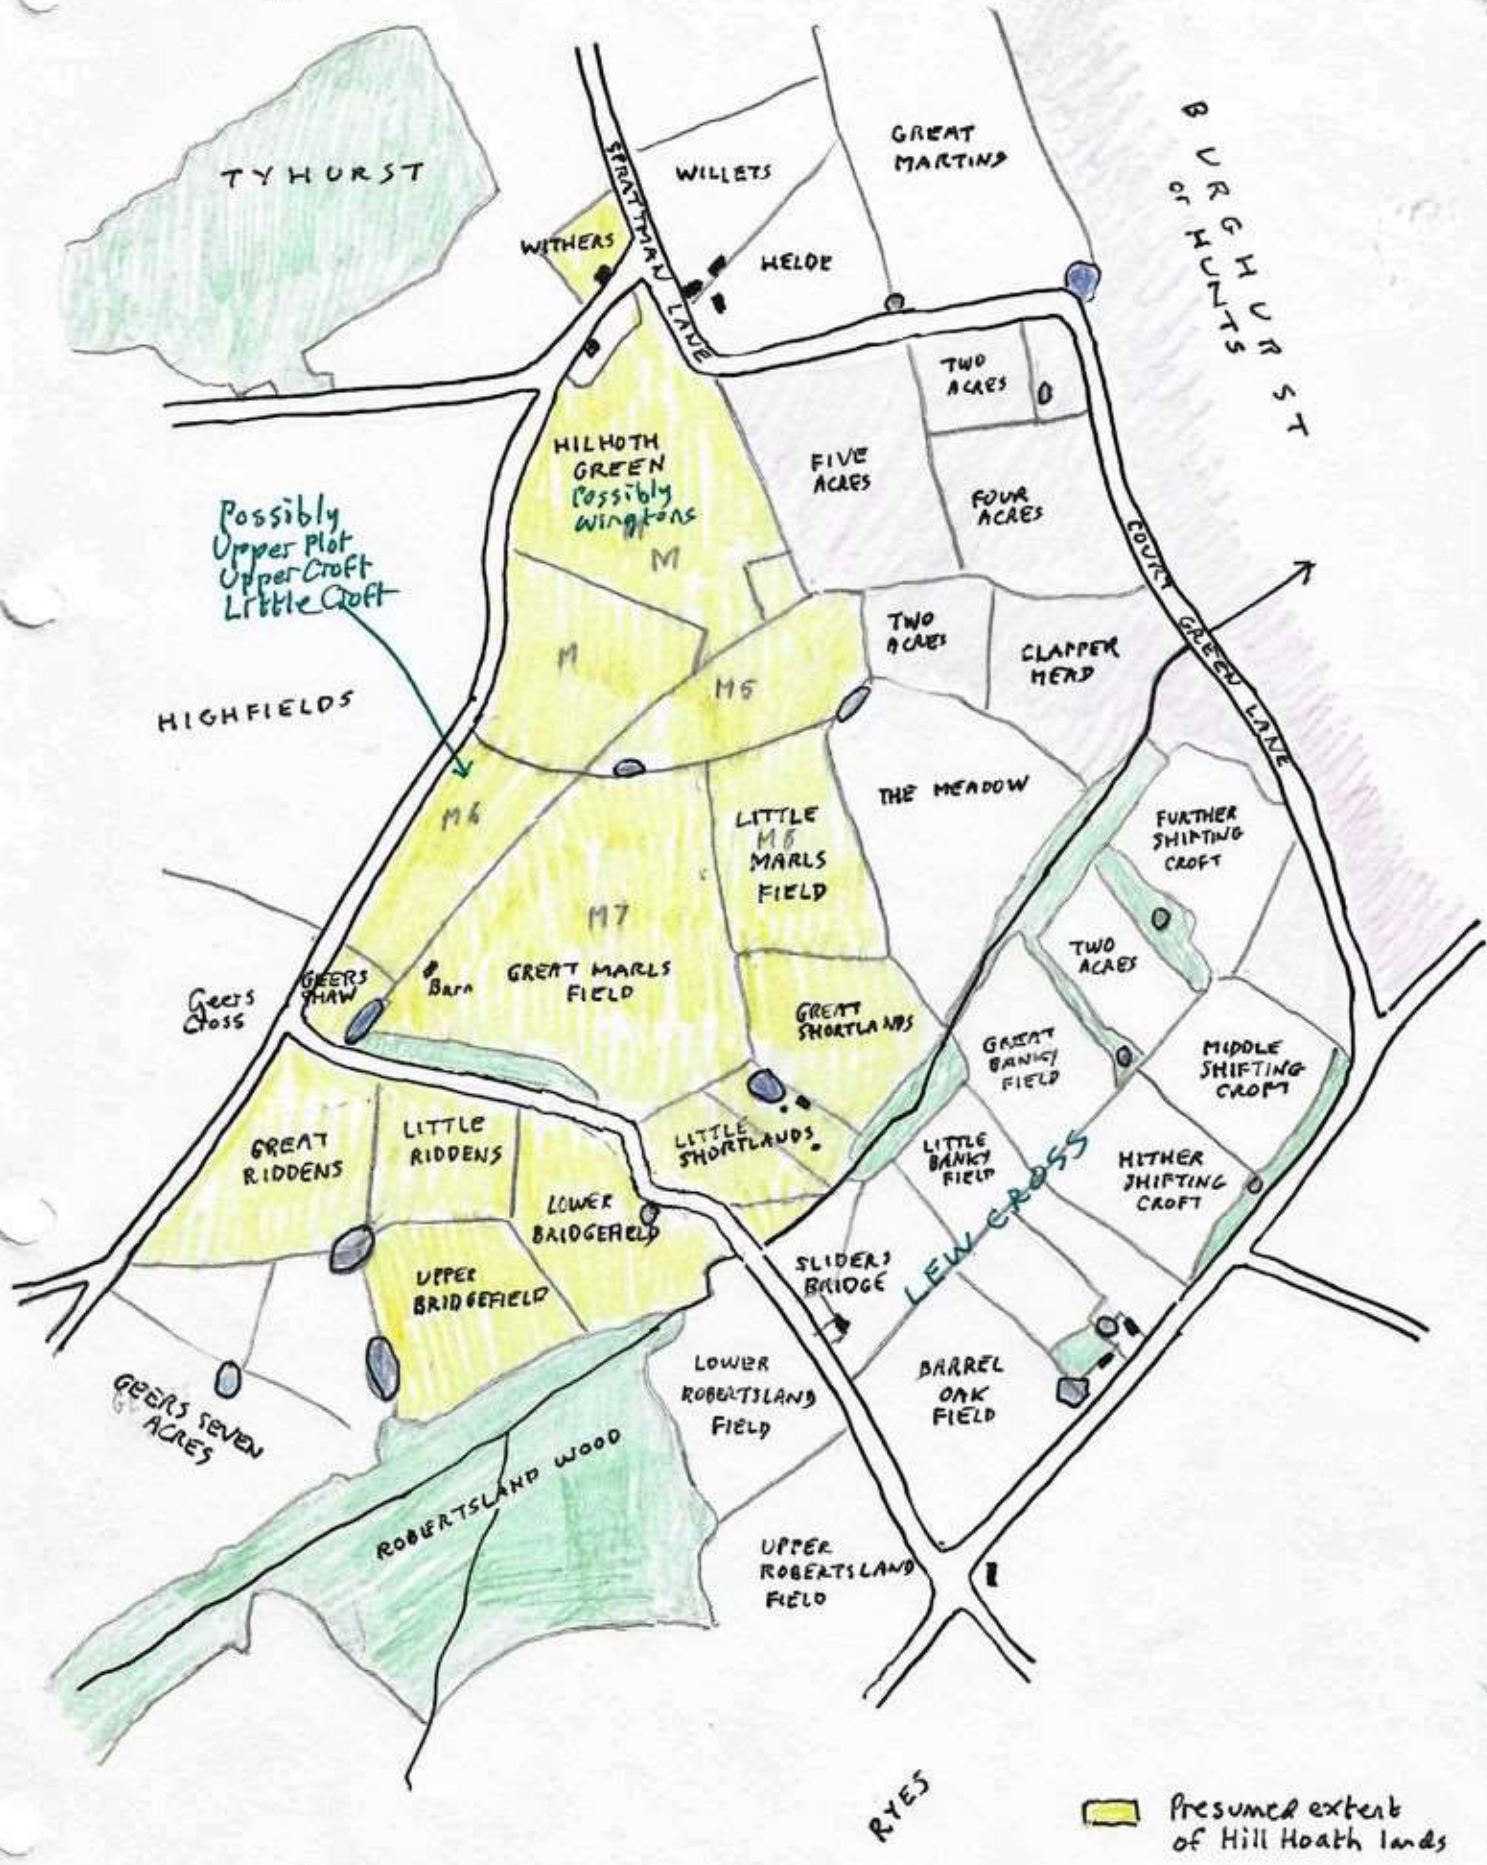 TYHURST
SPRATTMAN LANE
WILLETS
GREAT
MARTINS
BURGHURST
OR HUNTS
WITHERS
HELDE
TWO
ACRES
HILHOTH
GREEN
Possibly
Wingtons
M
FIVE
ACRES
FOUR
ACRES
COURT GREEN LANE
Possibly
Upper Plot
Upper Croft
Little Croft
M
M5
TWO
ACRES
CLAPPER
MEAD
HIGHFIELDS
M6
THE MEADOW
LITTLE
M8
MARLS
FIELD
FURTHER
SHIFTING
CROFT
M7
TWO
ACRES
GEERS
SHAW
Barn
GREAT MARLS
FIELD
Geers
Cross
GREAT
SHORTLANDS
GREAT
BANKY
FIELD
MIDDLE
SHIFTING
CROFT
GREAT
RIDDENS
LITTLE
RIDDENS
LITTLE
SHORTLANDS
LITTLE
BANKY
FIELD
HITHER
SHIFTING
CROFT
LEW CROSS
LOWER
BRIDGEFIELD
UPPER
BRIDGEFIELD
SLIDERS
BRIDGE
GEERS SEVEN
ACRES
LOWER
ROBERTSLAND
FIELD
BARREL
OAK
FIELD
ROBERTSLAND WOOD
UPPER
ROBERTSLAND
FIELD
RYES
Presumed extent
of Hill Hoath lands